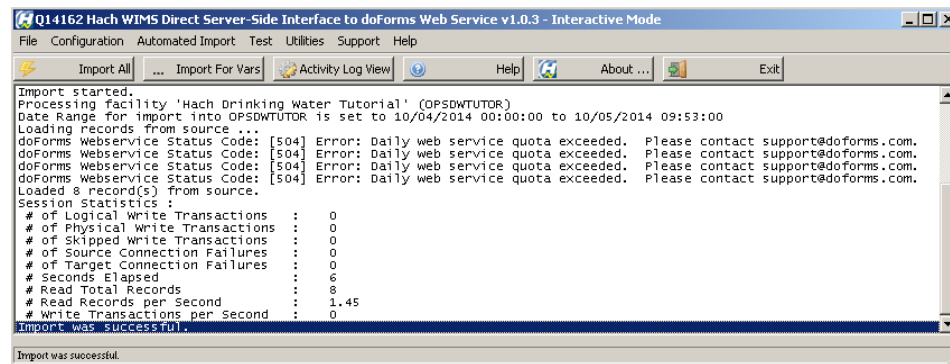 Q14162 Hach WIMS Direct Server-Side Interface to doForms Web Service v1.0.3 - Interactive Mode
File Configuration Automated Import Test Utilities Support Help
Import All ... Import For Vars Activity Log View Help About ... Exit
Import started.
Processing facility 'Hach Drinking Water Tutorial' (OPSDWTUTOR)
Date Range for import into OPSDWTUTOR is set to 10/04/2014 00:00:00 to 10/05/2014 09:53:00
Loading records from source ...
doForms Webservice Status Code: [504] Error: Daily web service quota exceeded. Please contact support@doforms.com.
doForms Webservice Status Code: [504] Error: Daily web service quota exceeded. Please contact support@doforms.com.
doForms Webservice Status Code: [504] Error: Daily web service quota exceeded. Please contact support@doforms.com.
doForms Webservice Status Code: [504] Error: Daily web service quota exceeded. Please contact support@doforms.com.
Loaded 8 record(s) from source.
Session Statistics :
# of Logical Write Transactions : 0
# of Physical Write Transactions : 0
# of Skipped Write Transactions : 0
# of Source Connection Failures : 0
# of Target Connection Failures : 0
# Seconds Elapsed : 6
# Read Total Records : 8
# Read Records per Second : 1.45
# Write Transactions per Second : 0
Import was successful.
Import was successful.